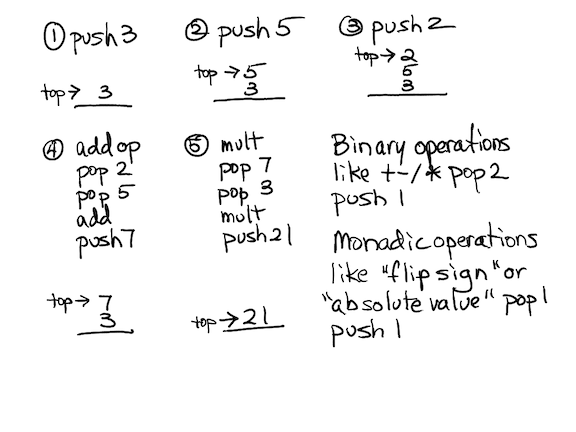 ① push 3
top → 3
② push 5
top → 5
3
③ push 2
top → 2
5
3
④ add op
pop 2
pop 5
add
push 7
top → 7
3
⑤ mult
pop 7
pop 3
mult
push 21
top → 21
Binary operations
like +-/* pop 2
push 1
Monadic operations
like "flip sign" or
"absolute value" pop 1
push 1